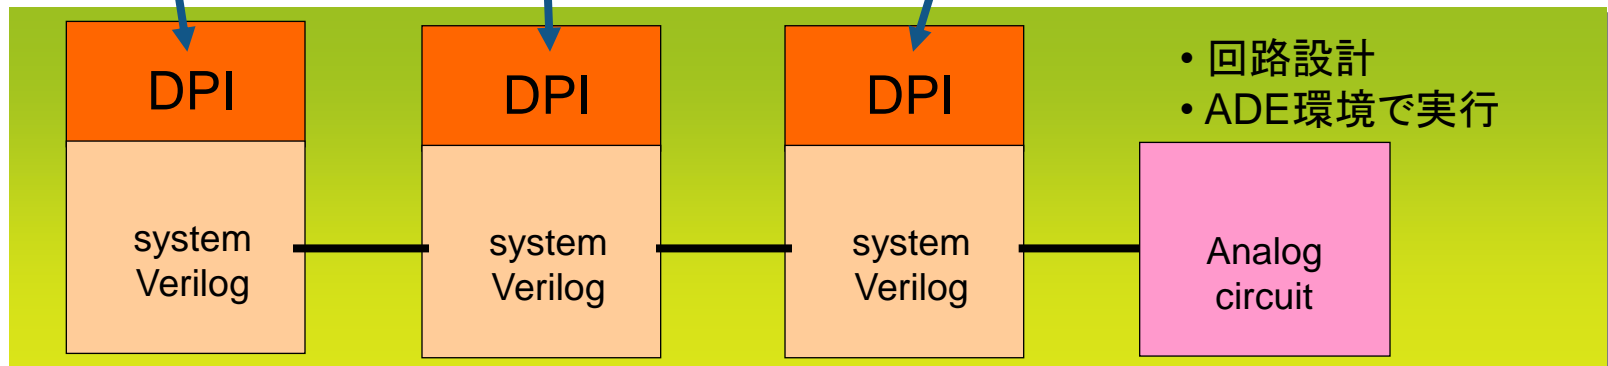 DPI
system
Verilog
DPI
system
Verilog
DPI
system
Verilog
• 回路設計
• ADE環境で実行
Analog
circuit